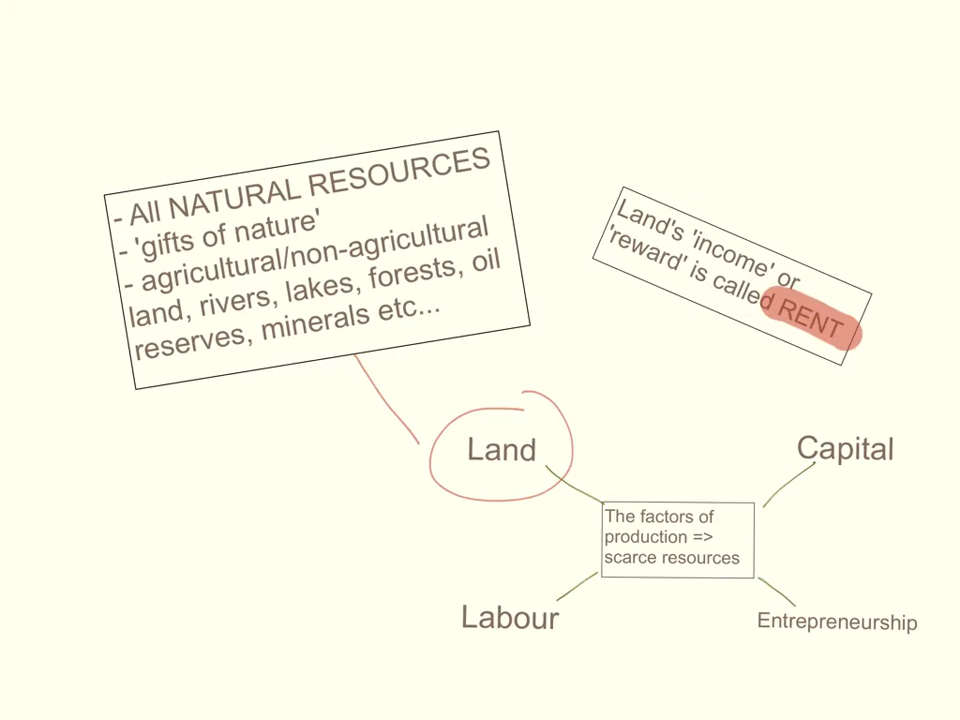 - All NATURAL RESOURCES
- 'gifts of nature'
- agricultural/non-agricultural
land, rivers, lakes, forests, oil
reserves, minerals etc...
Land's 'income' or
'reward' is called RENT
Land
Capital
The factors of
production =>
scarce resources
Labour
Entrepreneurship